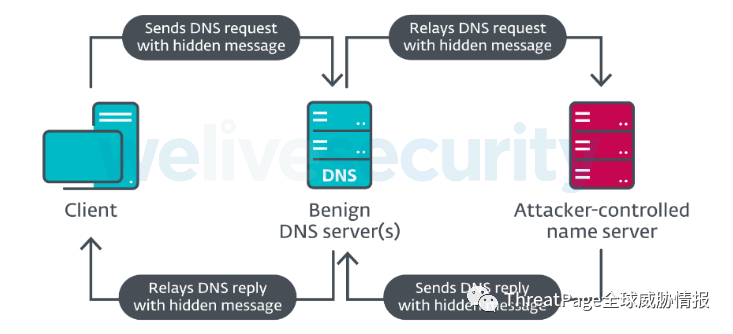 Sends DNS request
with hidden message
Relays DNS request
with hidden message
welivesecurity
DNS
Client
Benign
DNS server(s)
Attacker-controlled
name server
Relays DNS reply
with hidden message
Sends DNS reply
with hidden message
ThreatPage全球威胁情报